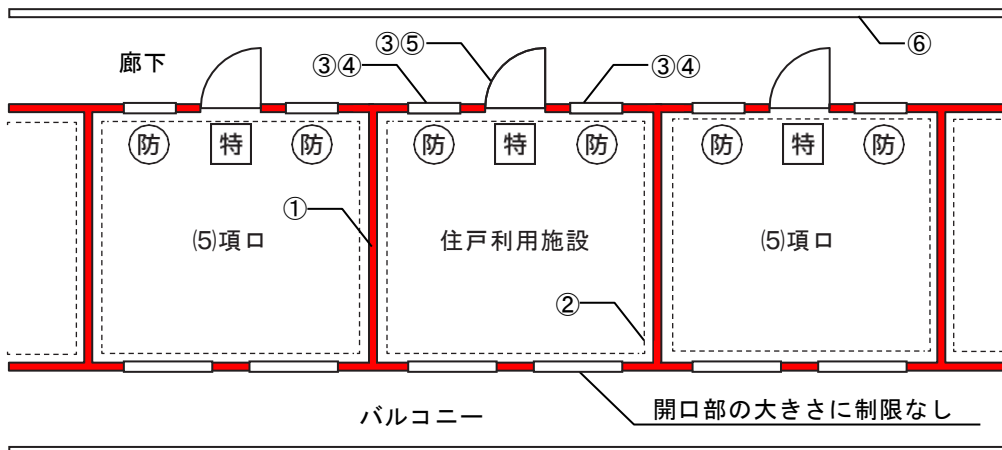 ⑥
③⑤
③④
③④
廊下
防 特 防
防 特 防
防 特 防
①
⑸項ロ
住戸利用施設
⑸項ロ
②
開口部の大きさに制限なし
バルコニー